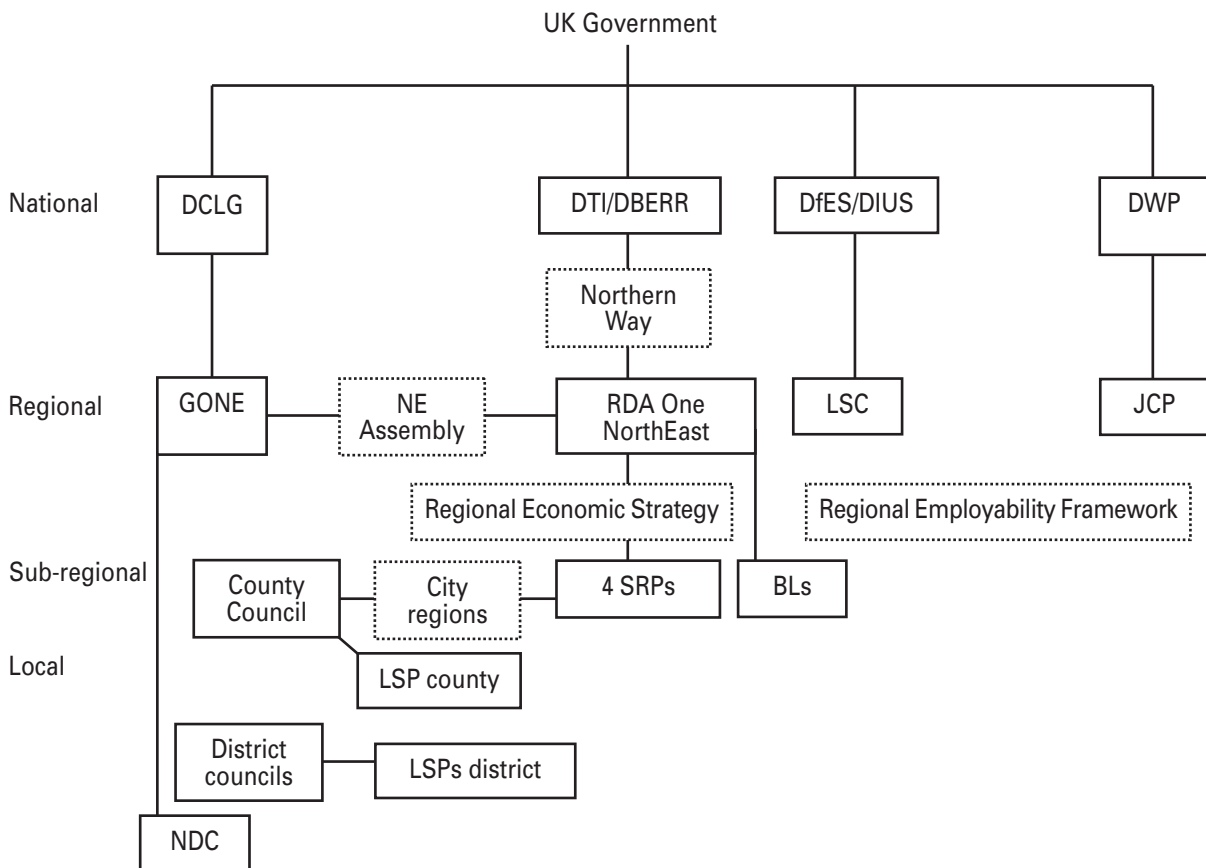 UK Government
National
DCLG
DTI/DBERR
DfES/DIUS
DWP
Northern
Way
Regional
GONE
NE
Assembly
RDA One
NorthEast
LSC
JCP
Regional Economic Strategy
Regional Employability Framework
Sub-regional
County
Council
City
regions
4 SRPs
BLs
Local
LSP county
District
councils
LSPs district
NDC